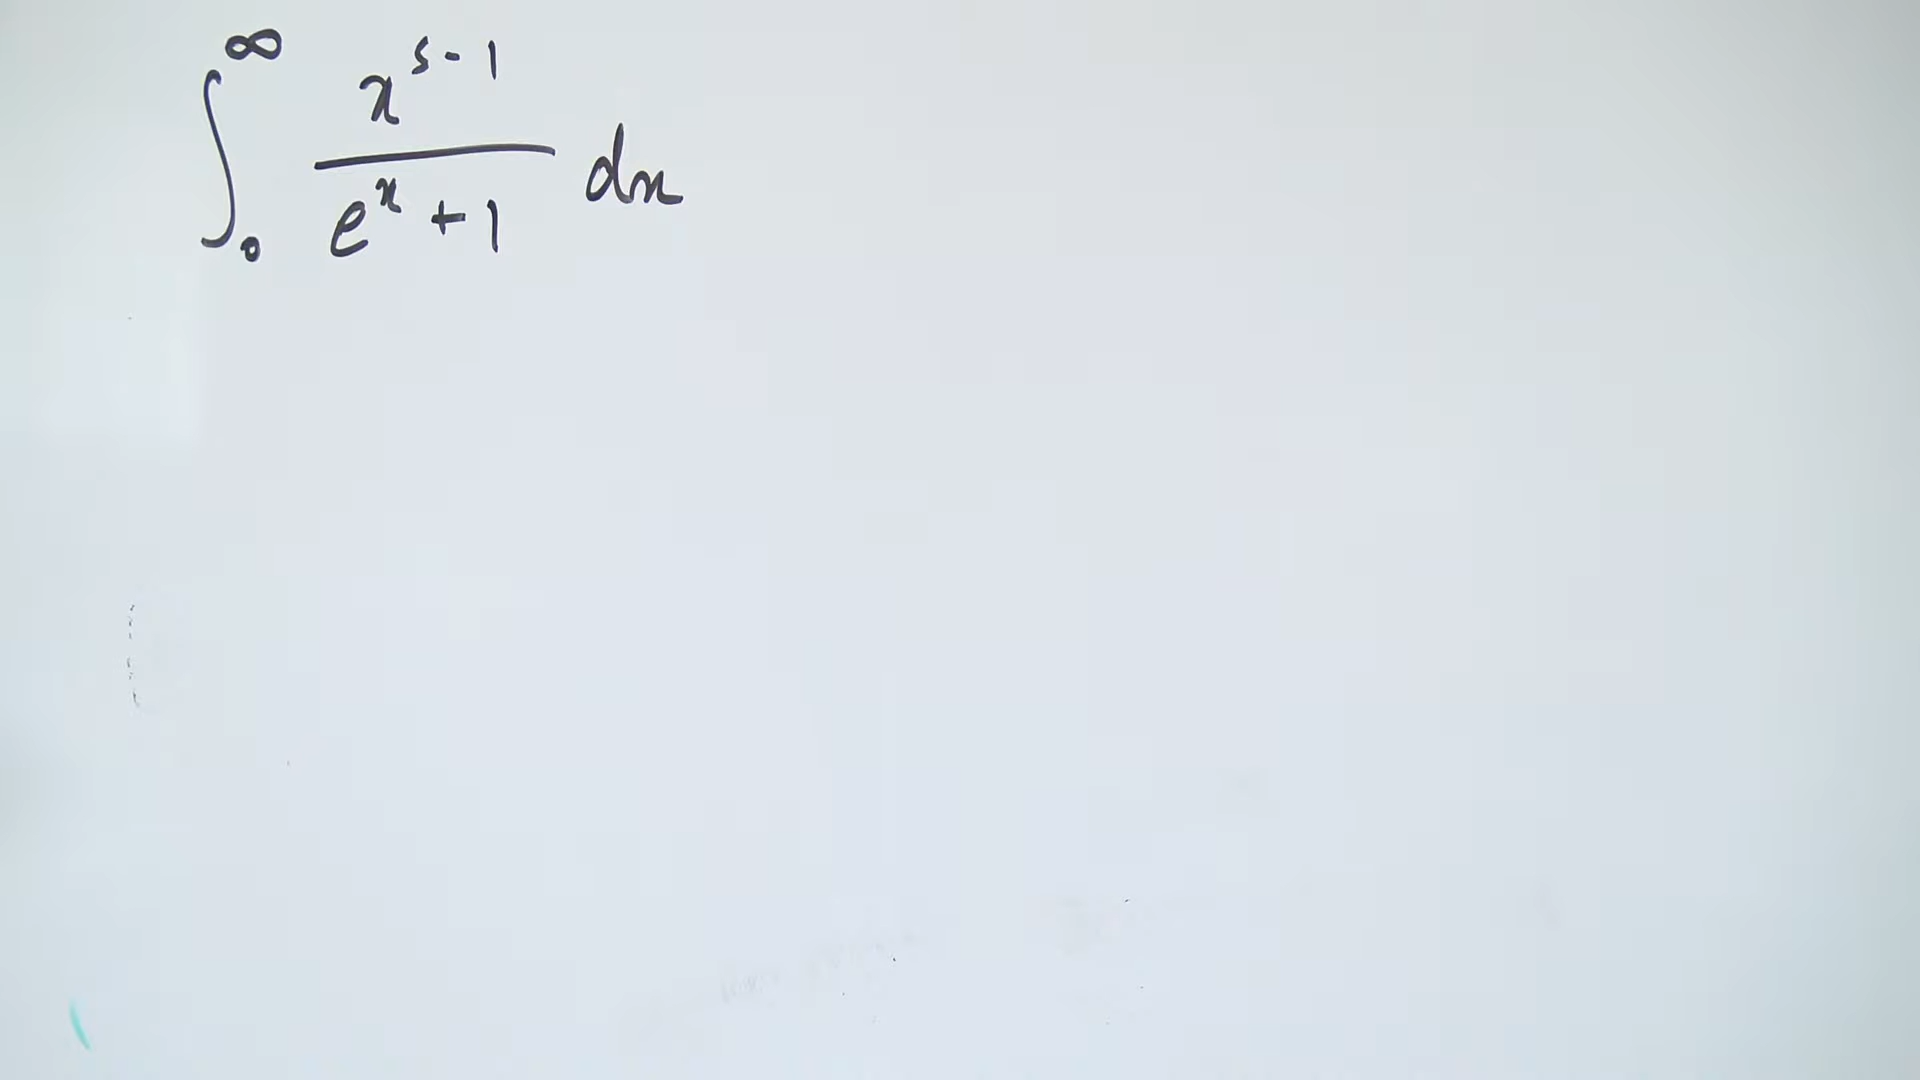 ∫₀^∞ x^{s-1} / (e^x + 1) dx